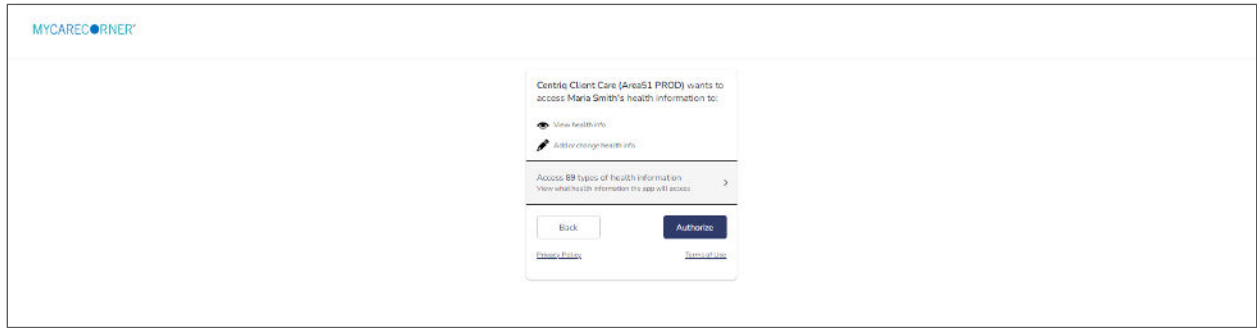 MYCARECORNER
Centriq Client Care (Area51 PROD) wants to
access Maria Smith's health information to:
View health info
Add or change health info
Access 89 types of health information
View what health information the app will access
Back
Authorize
Privacy Policy
Terms of Use